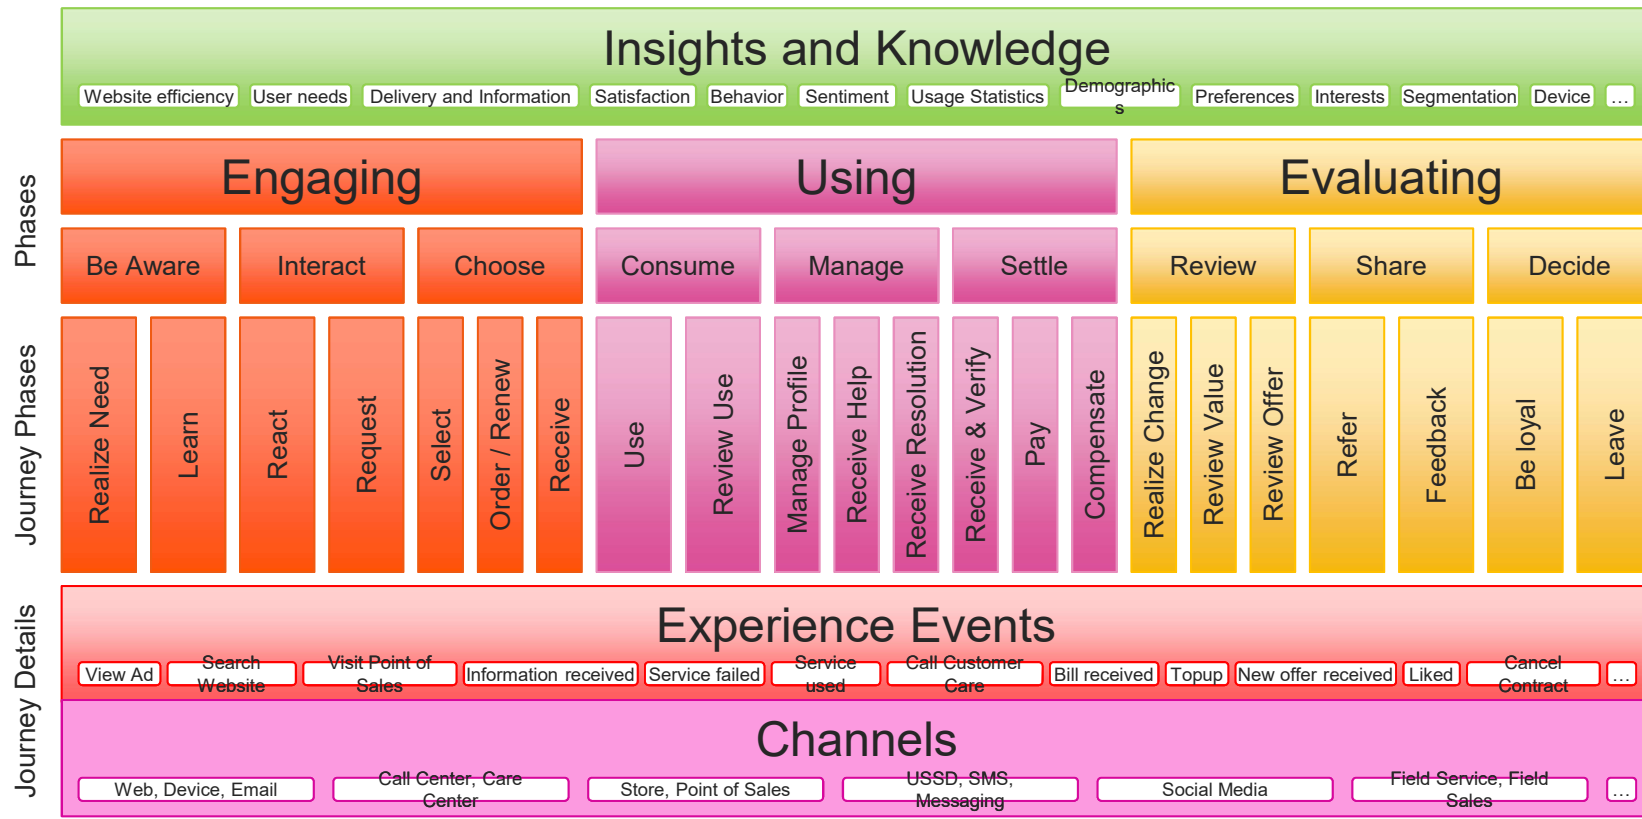 Insights and Knowledge
Website efficiency User needs Delivery and Information Satisfaction Behavior Sentiment Usage Statistics Demographic
s Preferences Interests Segmentation Device ...
Phases
Engaging Using Evaluating
Be Aware Interact Choose Consume Manage Settle Review Share Decide
Journey Phases
Realize Need
Learn
React
Request
Select
Order / Renew
Receive
Use
Review Use
Manage Profile
Receive Help
Receive Resolution
Receive & Verify
Pay
Compensate
Realize Change
Review Value
Review Offer
Refer
Feedback
Be loyal
Leave
Journey Details
Experience Events
View Ad
Search
Website
Visit Point of
Sales
Information received
Service failed
Service
used
Call Customer
Care
Bill received
Topup
New offer received
Liked
Cancel
Contract
...
Channels
Web, Device, Email
Call Center, Care
Center
Store, Point of Sales
USSD, SMS,
Messaging
Social Media
Field Service, Field
Sales
...